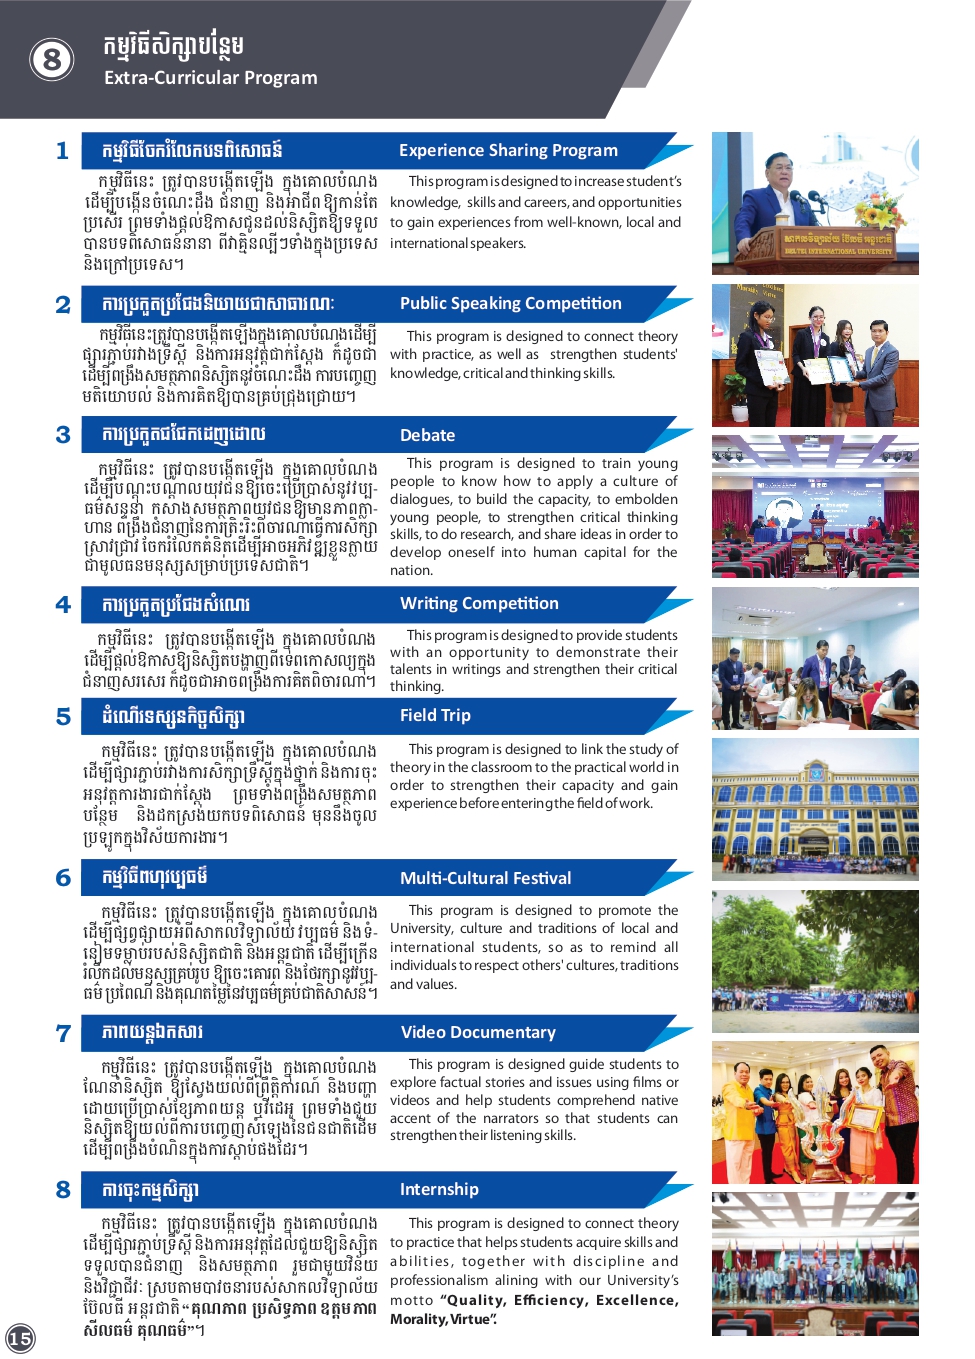 8
កម្មវិធីសិក្សាបន្ថែម
Extra-Curricular Program
1
កម្មវិធីចែករំលែកបទពិសោធន៍
Experience Sharing Program
កម្មវិធីនេះ ត្រូវបានបង្កើតឡើង ក្នុងគោលបំណង
ដើម្បីបង្កើនចំណេះដឹង ជំនាញ និងអាជីព ឱ្យកាន់តែ
ប្រសើរ ព្រមទាំងផ្តល់ឱកាសជូនដល់និស្សិតឱ្យទទួល
បានបទពិសោធន៍នានា ពីវាគ្មិនល្បីៗទាំងក្នុងប្រទេស
និងក្រៅប្រទេស។
This program is designed to increase student's
knowledge, skills and careers, and opportunities
to gain experiences from well-known, local and
international speakers.
2
ការប្រកួតប្រជែងនិយាយជាសាធារណៈ
Public Speaking Competition
កម្មវិធីនេះត្រូវបានបង្កើតឡើងក្នុងគោលបំណងដើម្បី
ផ្សារភ្ជាប់រវាងទ្រឹស្តី និងការអនុវត្តជាក់ស្តែង ក៏ដូចជា
ដើម្បីពង្រឹងសមត្ថភាពនិស្សិតនូវចំណេះដឹង ការបញ្ចេញ
មតិយោបល់ និងការគិតឱ្យបានគ្រប់ជ្រុងជ្រោយ។
This program is designed to connect theory
with practice, as well as strengthen students'
knowledge, critical and thinking skills.
3
ការប្រកួតជជែកដេញដោល
Debate
កម្មវិធីនេះ ត្រូវបានបង្កើតឡើង ក្នុងគោលបំណង
ដើម្បីបណ្តុះបណ្តាលយុវជនឱ្យចេះប្រើប្រាស់នូវវប្ប-
ធម៌សន្ទនា កសាងសមត្ថភាពយុវជនឱ្យមានភាពក្លា-
ហាន ពង្រឹងជំនាញនៃការត្រិះរិះពិចារណាធ្វើការសិក្សា
ស្រាវជ្រាវ ចែករំលែកគំនិតដើម្បីអាចអភិវឌ្ឍខ្លួនក្លាយ
ជាមូលធនមនុស្សសម្រាប់ប្រទេសជាតិ។
This program is designed to train young
people to know how to apply a culture of
dialogues, to build the capacity, to embolden
young people, to strengthen critical thinking
skills, to do research, and share ideas in order to
develop oneself into human capital for the
nation.
4
ការប្រកួតប្រជែងសំណេរ
Writing Competition
កម្មវិធីនេះ ត្រូវបានបង្កើតឡើង ក្នុងគោលបំណង
ដើម្បីផ្តល់ឱកាសឱ្យនិស្សិតបង្ហាញពីទេពកោសល្យក្នុង
ជំនាញសរសេរ ក៏ដូចជាអាចពង្រឹងការគិតពិចារណា។
This program is designed to provide students
with an opportunity to demonstrate their
talents in writings and strengthen their critical
thinking.
5
ដំណើរទស្សនកិច្ចសិក្សា
Field Trip
កម្មវិធីនេះ ត្រូវបានបង្កើតឡើង ក្នុងគោលបំណង
ដើម្បីផ្សារភ្ជាប់រវាងការសិក្សាទ្រឹស្តីក្នុងថ្នាក់ និងការចុះ
អនុវត្តការងារជាក់ស្តែង ព្រមទាំងពង្រឹងសមត្ថភាព
បន្ថែម និងដកស្រង់យកបទពិសោធន៍ មុននឹងចូល
ប្រឡូកក្នុងវិស័យការងារ។
This program is designed to link the study of
theory in the classroom to the practical world in
order to strengthen their capacity and gain
experience before entering the field of work.
6
កម្មវិធីពហុវប្បធម៌
Multi-Cultural Festival
កម្មវិធីនេះ ត្រូវបានបង្កើតឡើង ក្នុងគោលបំណង
ដើម្បីផ្សព្វផ្សាយអំពីសាកលវិទ្យាល័យ វប្បធម៌ និងទំ-
នៀមទម្លាប់របស់និស្សិតជាតិ និងអន្តរជាតិ ដើម្បីក្រើន
រំលឹកដល់មនុស្សគ្រប់រូប ឱ្យចេះគោរព និងថែរក្សានូវវប្ប-
ធម៌ ប្រពៃណី និងគុណតម្លៃនៃវប្បធម៌គ្រប់ជាតិសាសន៍។
This program is designed to promote the
University, culture and traditions of local and
international students, so as to remind all
individuals to respect others' cultures, traditions
and values.
7
ភាពយន្តឯកសារ
Video Documentary
កម្មវិធីនេះ ត្រូវបានបង្កើតឡើង ក្នុងគោលបំណង
ណែនាំនិស្សិត ឱ្យស្វែងយល់ពីព្រឹត្តិការណ៍ និងបញ្ហា
ដោយប្រើប្រាស់ខ្សែភាពយន្ត ឬវីដេអូ ព្រមទាំងជួយ
និស្សិតឱ្យយល់ពីការបញ្ចេញសំឡេងនៃជនជាតិដើម
ដើម្បីពង្រឹងបំណិនក្នុងការស្តាប់ផងដែរ។
This program is designed guide students to
explore factual stories and issues using films or
videos and help students comprehend native
accent of the narrators so that students can
strengthen their listening skills.
8
ការចុះកម្មសិក្សា
Internship
កម្មវិធីនេះ ត្រូវបានបង្កើតឡើង ក្នុងគោលបំណង
ដើម្បីផ្សារភ្ជាប់ទ្រឹស្តី និងការអនុវត្តដែលជួយឱ្យនិស្សិត
ទទួលបានជំនាញ និងសមត្ថភាព រួមជាមួយវិន័យ
និងវិជ្ជាជីវៈ ស្របតាមបាវចនារបស់សាកលវិទ្យាល័យ
ប៊ែលធី អន្តរជាតិ “គុណភាព ប្រសិទ្ធភាព ឧត្តមភាព
សីលធម៌ គុណធម៌”។
This program is designed to connect theory
to practice that helps students acquire skills and
abilities, together with discipline and
professionalism alining with our University's
motto “Quality, Efficiency, Excellence,
Morality, Virtue”.
សាកលវិទ្យាល័យ ប៊ែលធី អន្តរជាតិ
BELTEI INTERNATIONAL UNIVERSITY
15